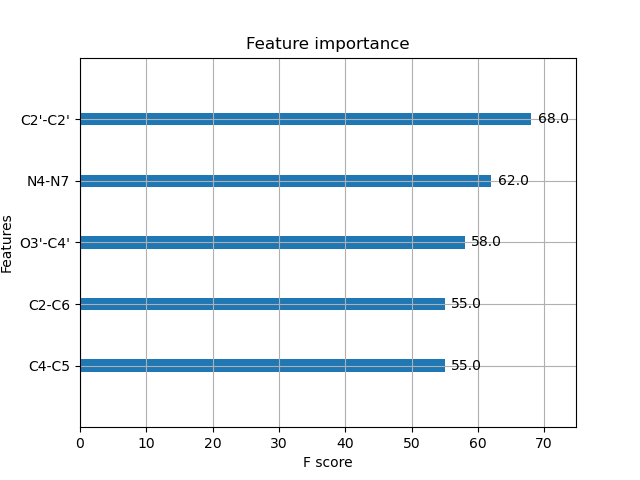 Feature importance
C2'-C2' 68.0
N4-N7 62.0
O3'-C4' 58.0
C2-C6 55.0
C4-C5 55.0
Features
0 10 20 30 40 50 60 70
F score